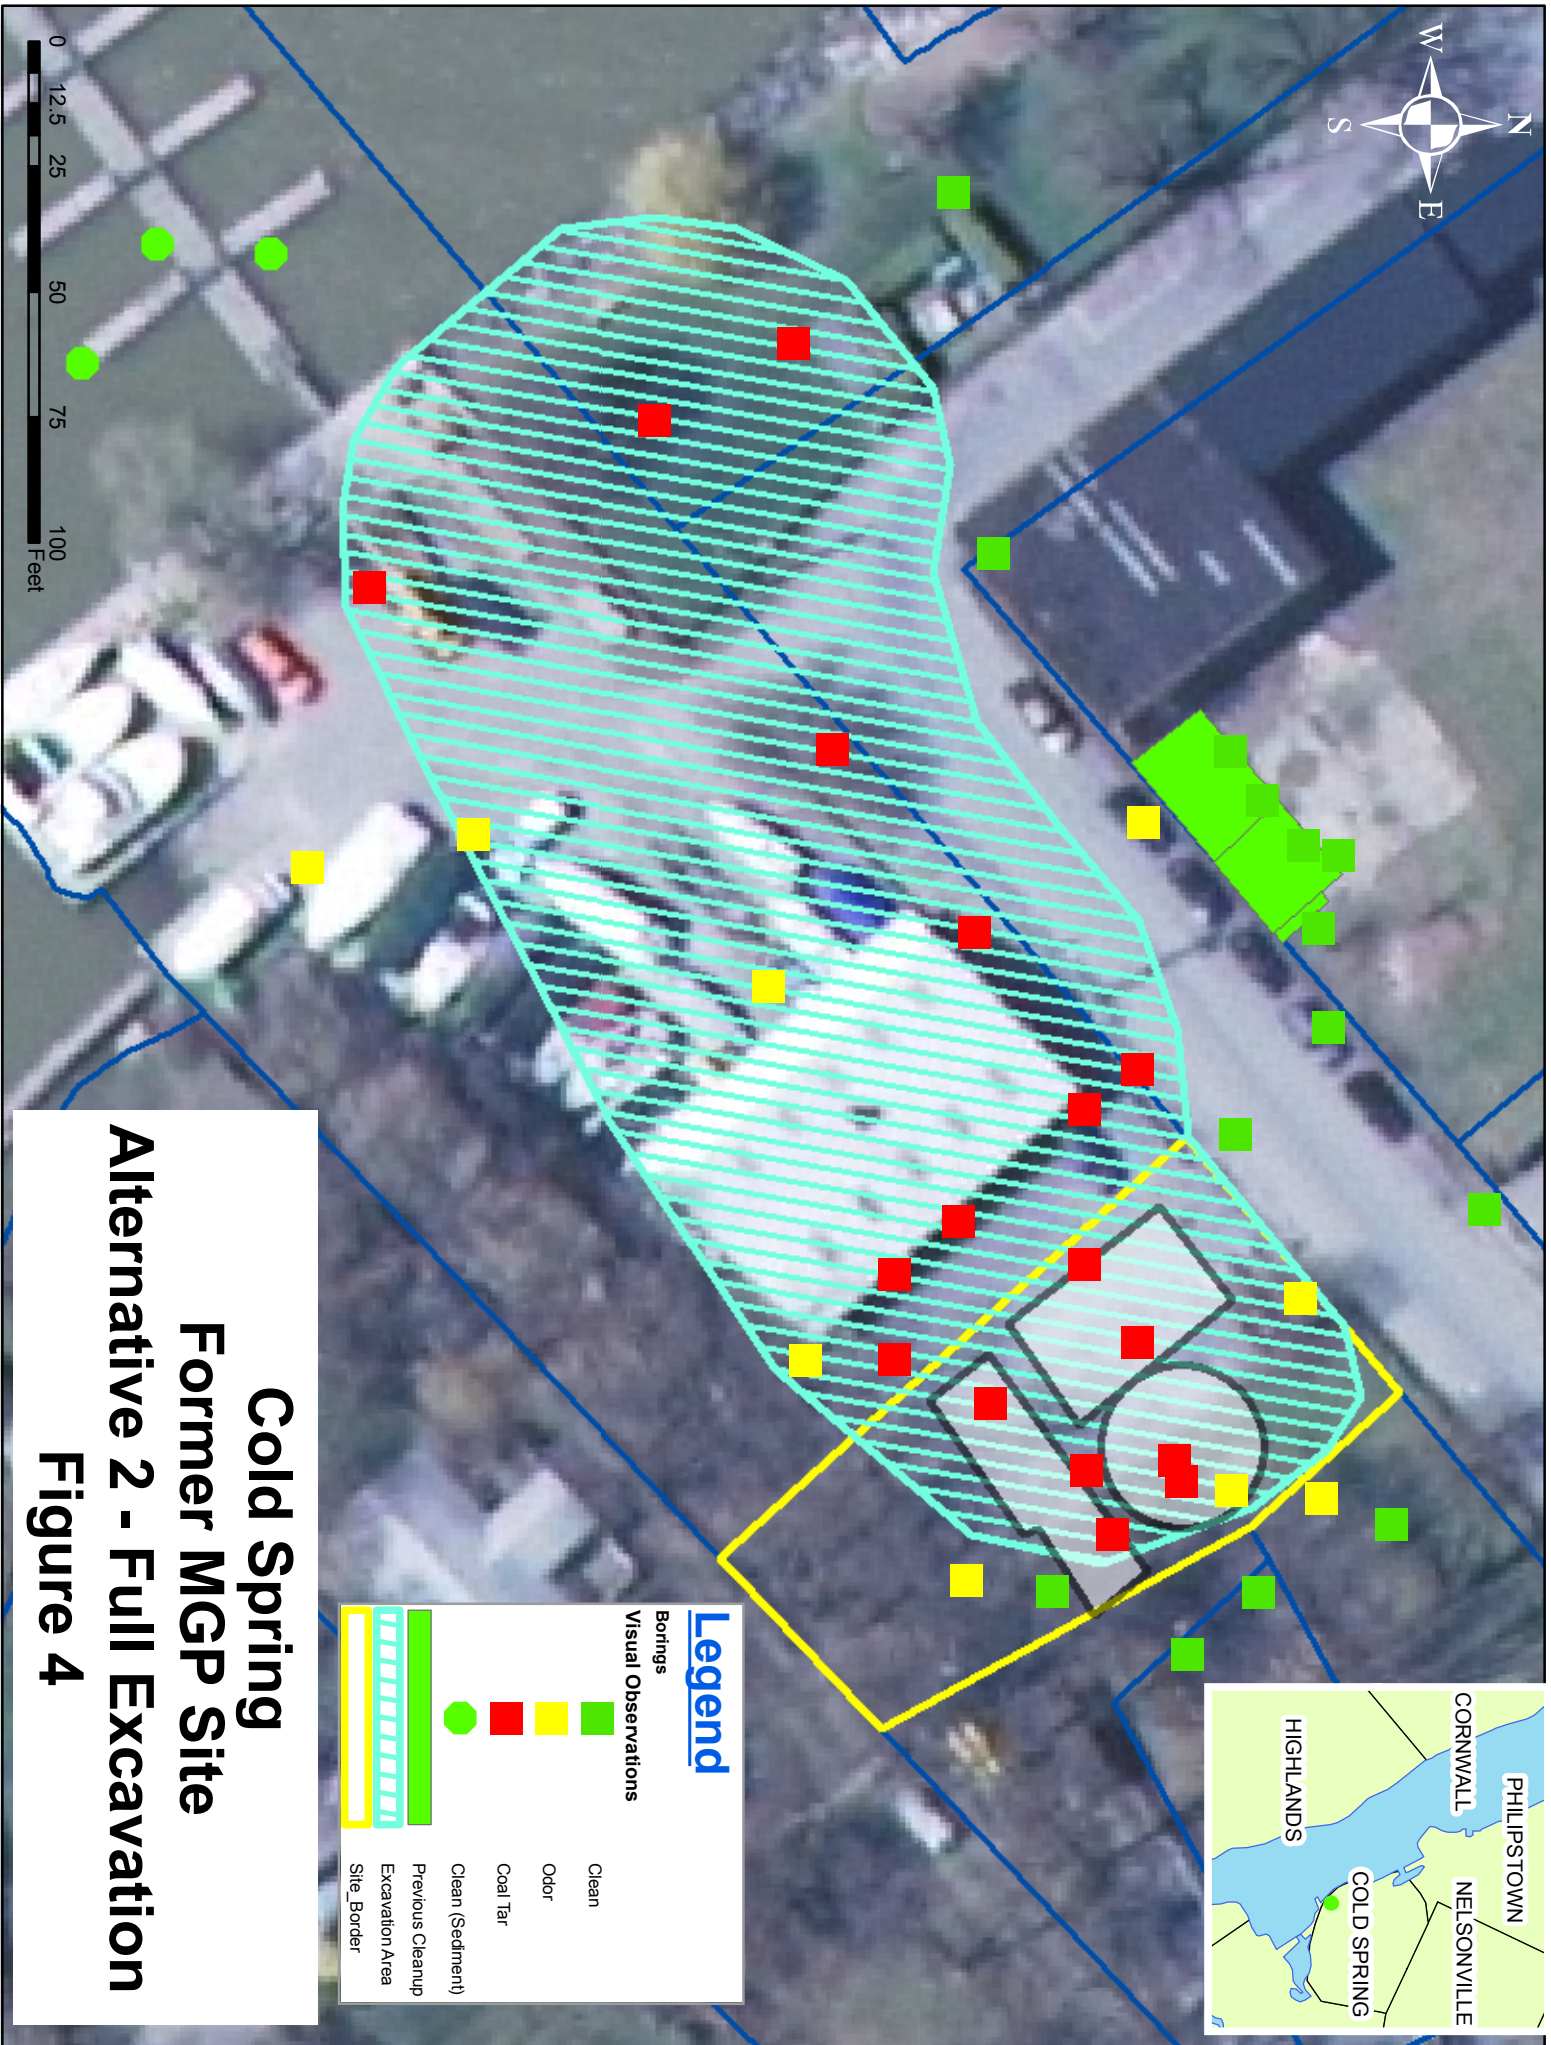 N
W
E
S
PHILIPSTOWN
CORNWALL
NELSONVILLE
COLD SPRING
HIGHLANDS
Legend
Borings
Visual Observations
Clean
Odor
Coal Tar
Clean (Sediment)
Previous Cleanup
Excavation Area
Site_Border
Cold Spring
Former MGP Site
Alternative 2 - Full Excavation
Figure 4
0 12.5 25 50 75 100
Feet